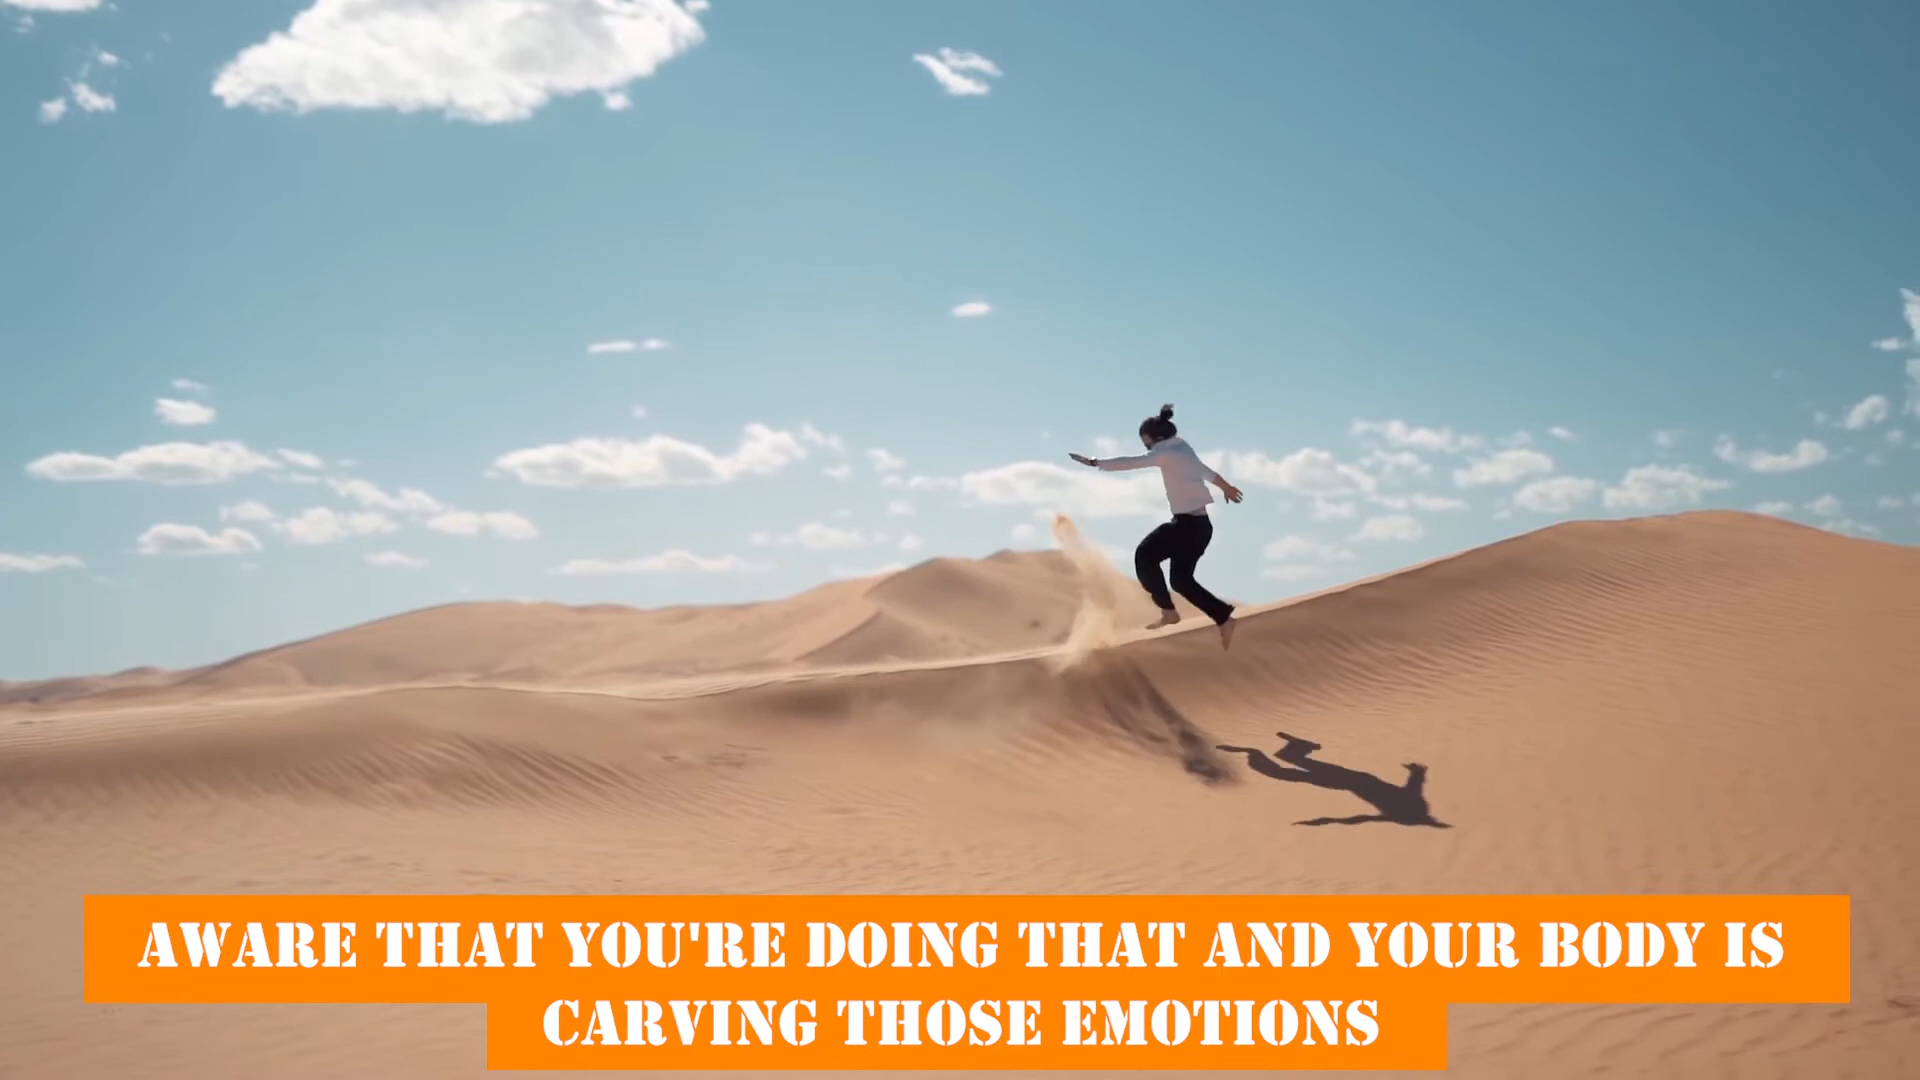 AWARE THAT YOU'RE DOING THAT AND YOUR BODY IS
CARVING THOSE EMOTIONS